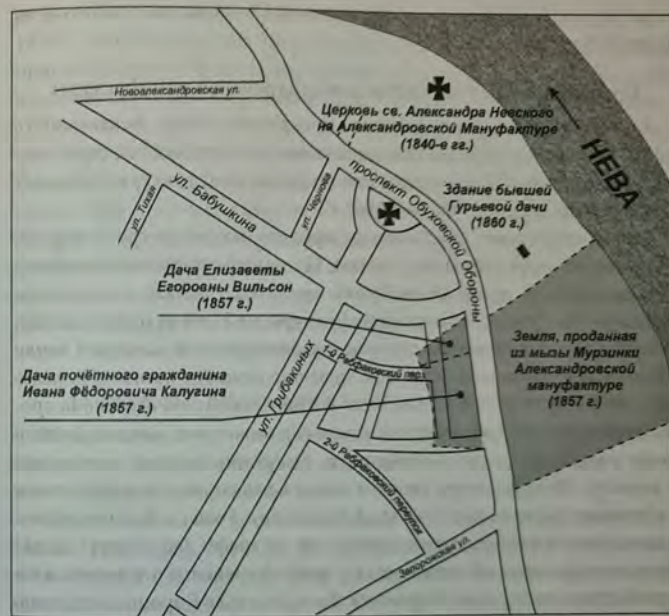 Новоалександровская ул.
Церковь св. Александра Невского
на Александровской Мануфактуре
(1840-е гг.)
НЕВА
ул. Тихая
ул. Бабушкина
ул. Чернова
проспект Обуховской Обороны
Здание бывшей
Гурьевой дачи
(1860 г.)
Дача Елизаветы
Егоровны Вильсон
(1857 г.)
Земля, проданная
из мызы Мурзинки
Александровской
мануфактуре
(1857 г.)
1-й Рабфаковский пер.
Дача почётного гражданина
Ивана Фёдоровича Калугина
(1857 г.)
ул. Грибакиных
2-й Рабфаковский переулок
Запорожская ул.